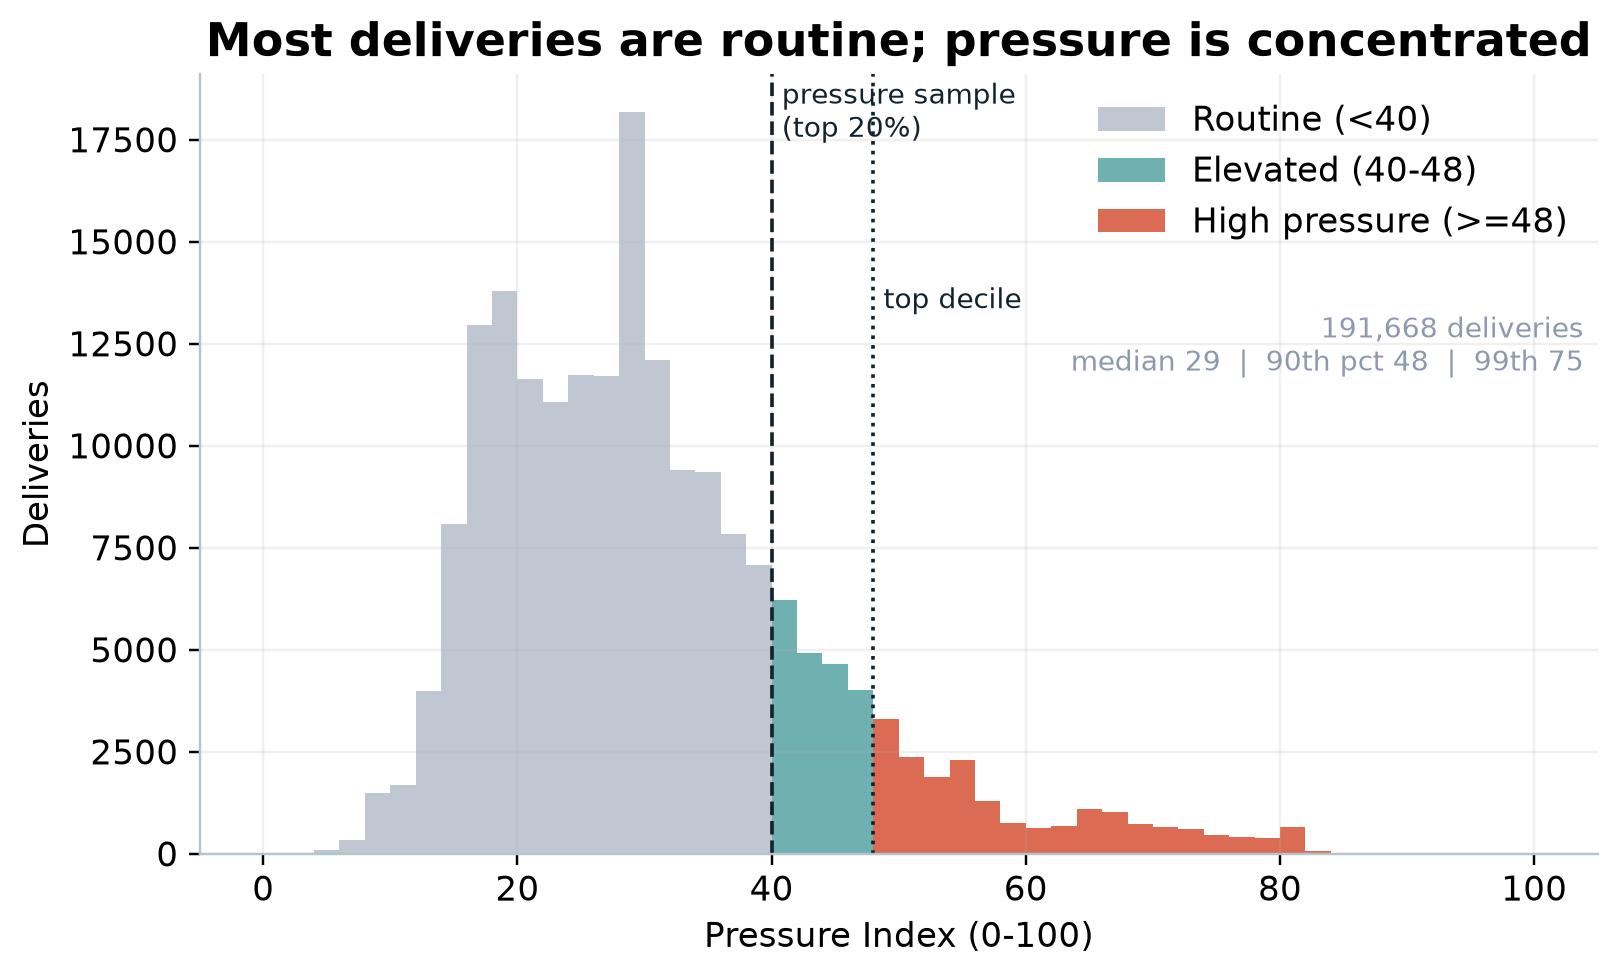 Most deliveries are routine; pressure is concentrated
pressure sample
(top 20%)
Routine (<40)
Elevated (40-48)
High pressure (>=48)
top decile
191,668 deliveries
median 29 | 90th pct 48 | 99th 75
Deliveries
17500
15000
12500
10000
7500
5000
2500
0
0 20 40 60 80 100
Pressure Index (0-100)